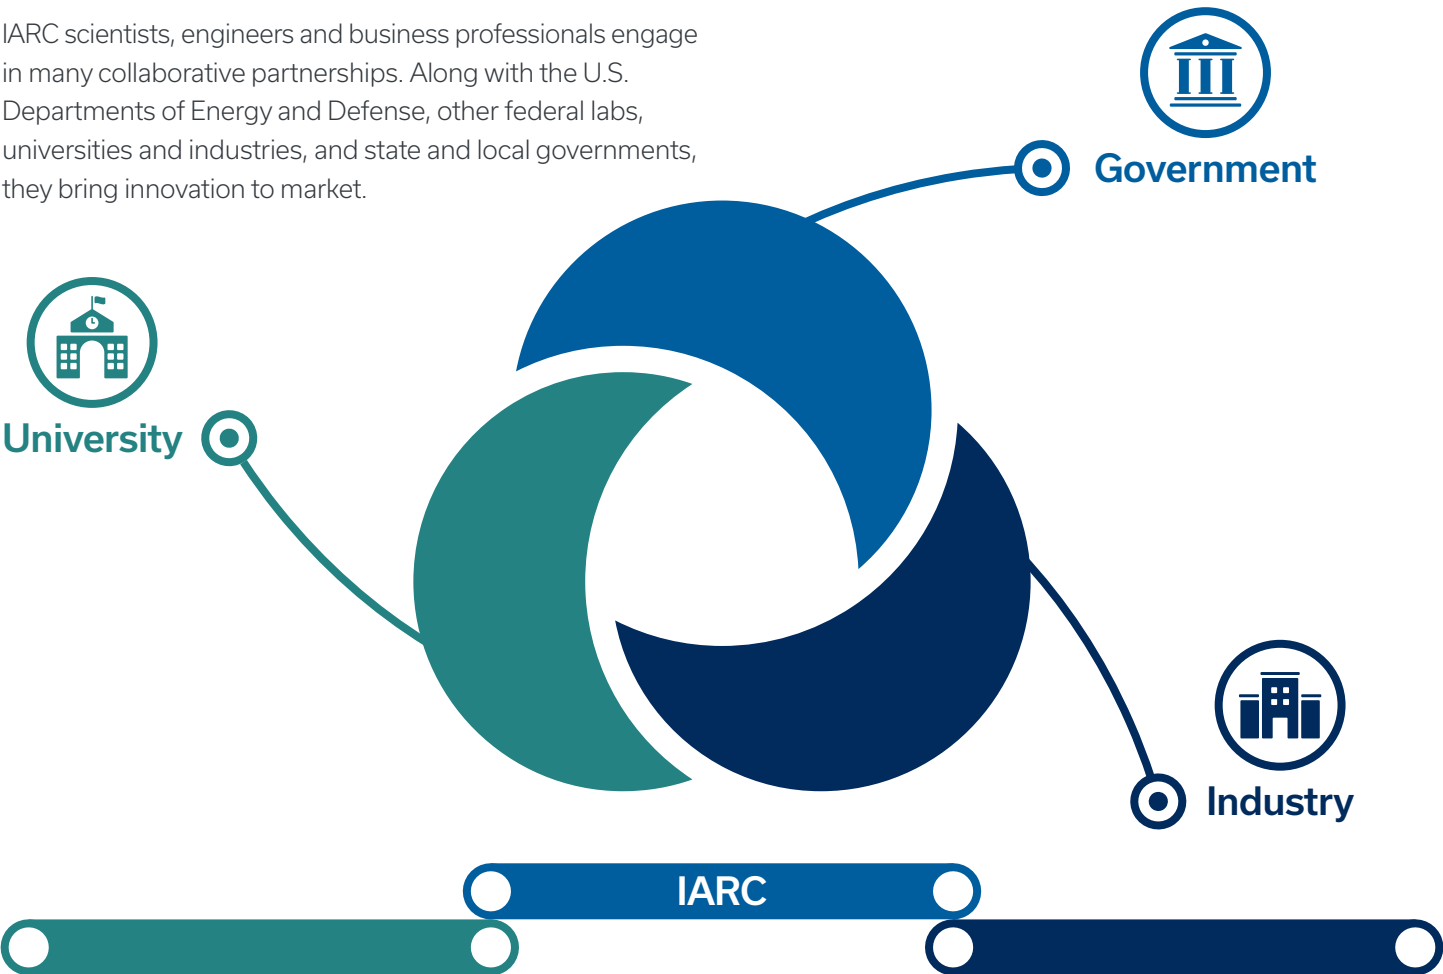 IARC scientists, engineers and business professionals engage
in many collaborative partnerships. Along with the U.S.
Departments of Energy and Defense, other federal labs,
universities and industries, and state and local governments,
they bring innovation to market.
Government
University
Industry
IARC